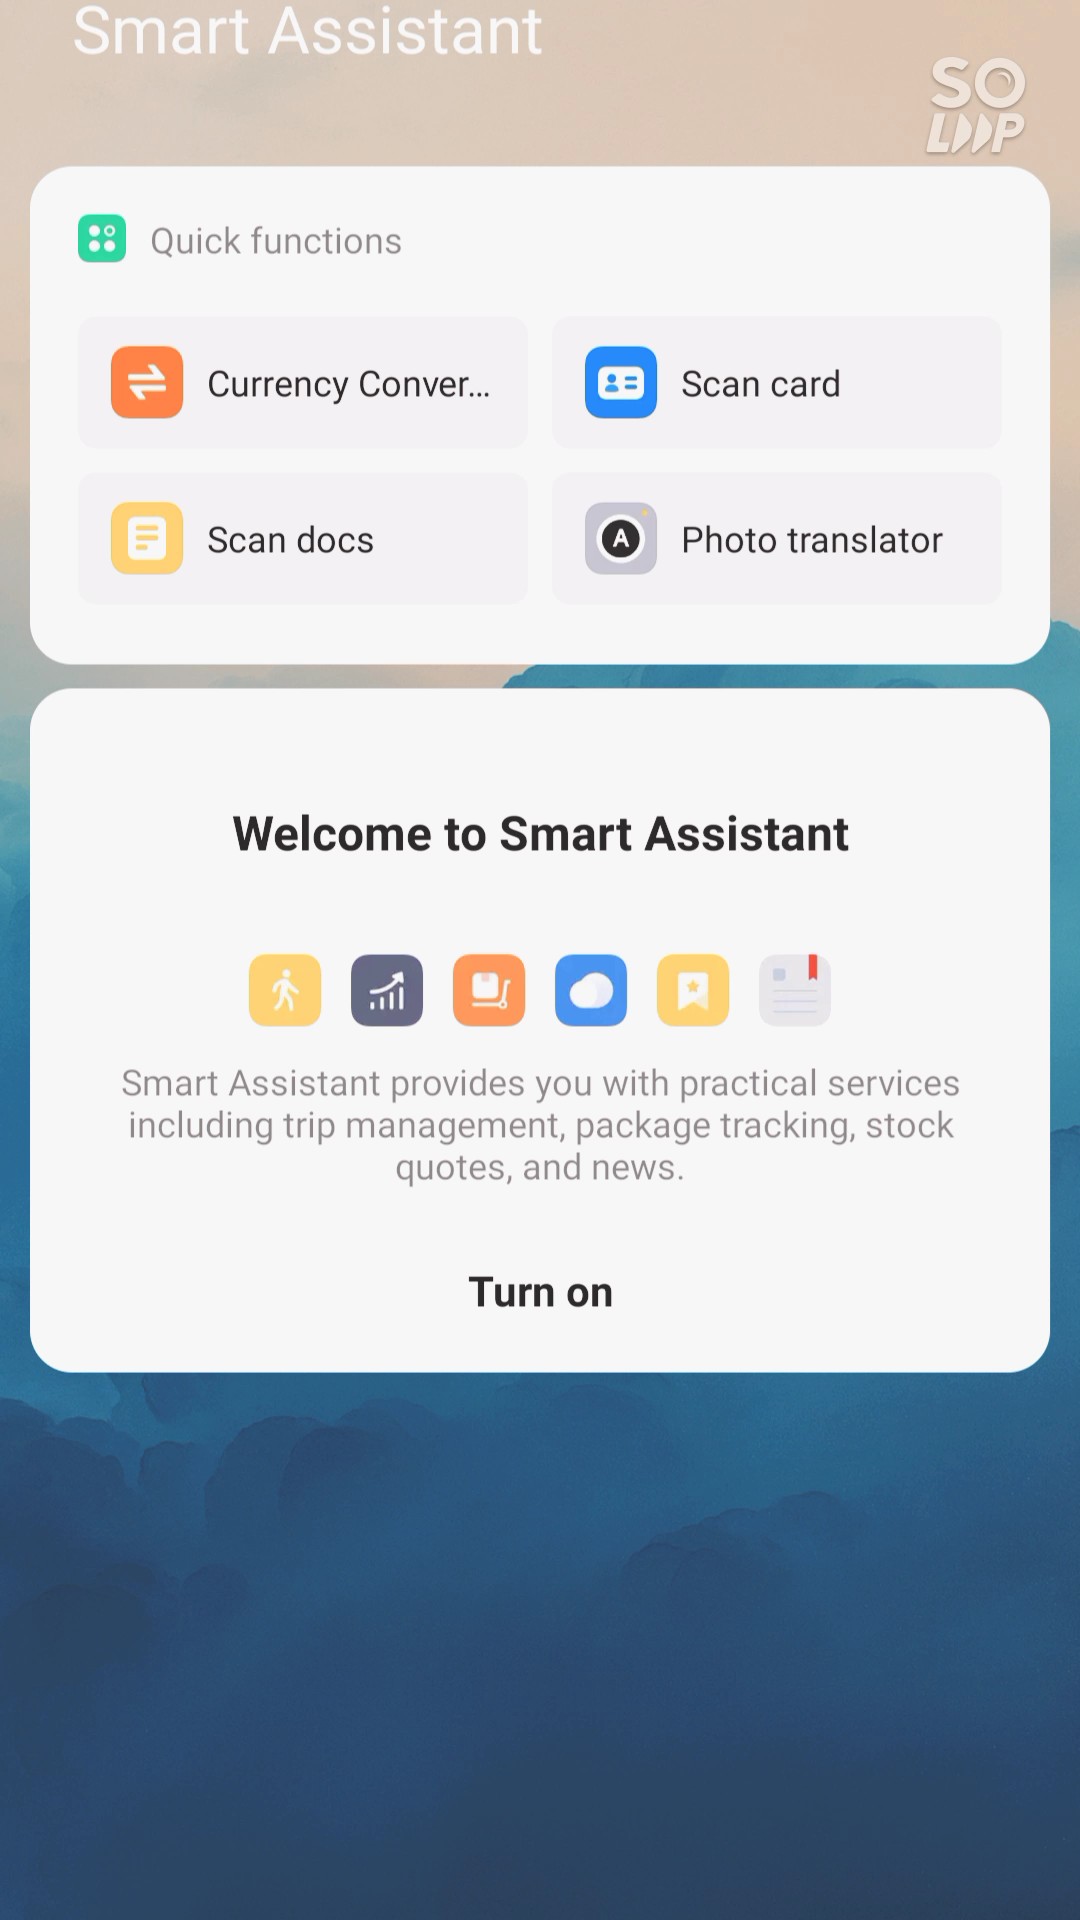 Smart Assistant
SO
LOOP
Quick functions
Currency Conver...
Scan card
Scan docs
A
Photo translator
Welcome to Smart Assistant
Smart Assistant provides you with practical services
including trip management, package tracking, stock
quotes, and news.
Turn on